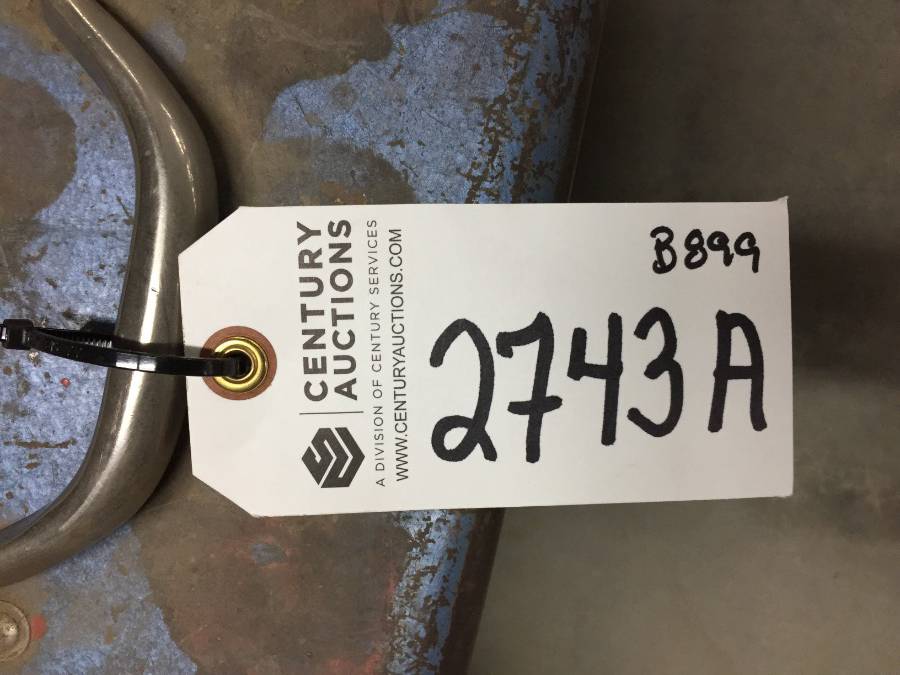 CENTURY
AUCTIONS
A DIVISION OF CENTURY SERVICES
WWW.CENTURYAUCTIONS.COM
B899
2743A